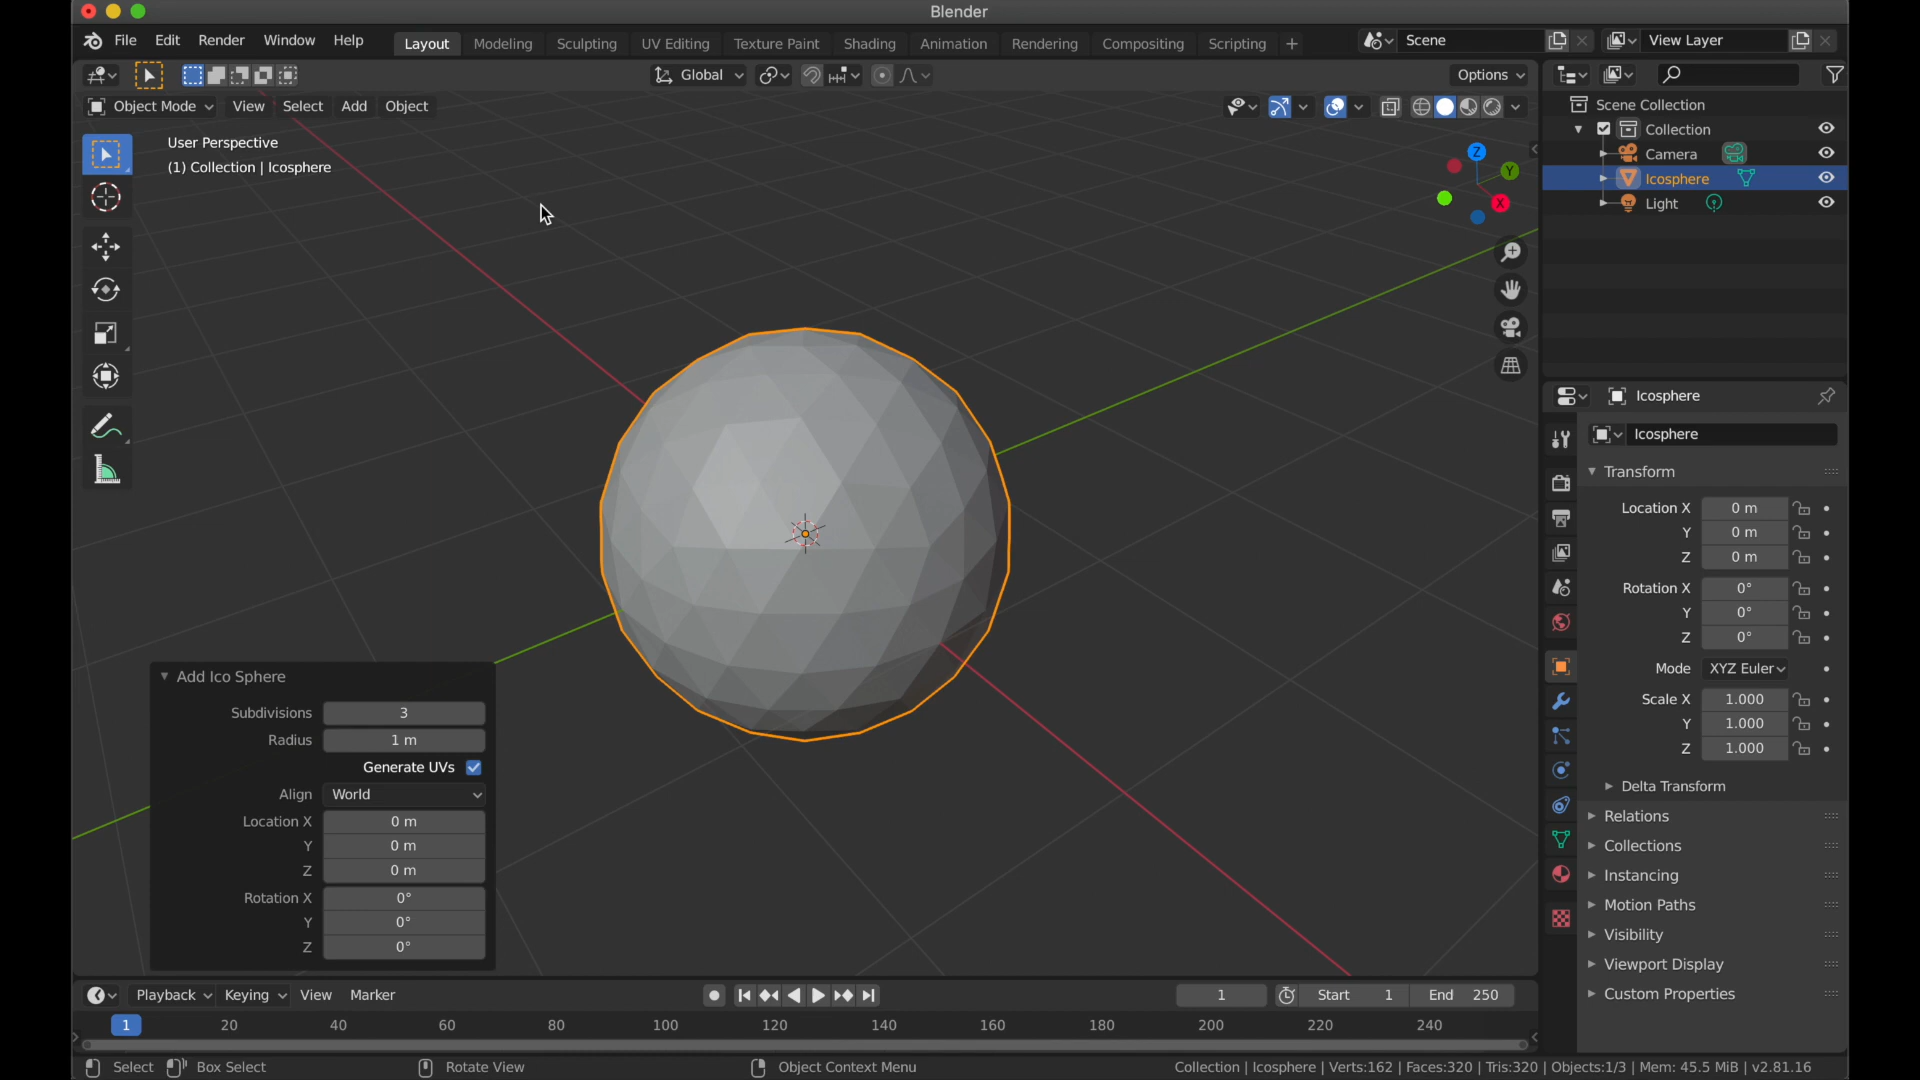 Blender
File Edit Render Window Help
Layout Modeling Sculpting UV Editing Texture Paint Shading Animation Rendering Compositing Scripting +
Scene
View Layer
Global
Options
Object Mode View Select Add Object
User Perspective
(1) Collection | Icosphere
Z
Y
X
Scene Collection
Collection
Camera
Icosphere
Light
Icosphere
Icosphere
Transform
Location X 0 m
Y 0 m
Z 0 m
Rotation X 0°
Y 0°
Z 0°
Mode XYZ Euler
Scale X 1.000
Y 1.000
Z 1.000
Delta Transform
Relations
Collections
Instancing
Motion Paths
Visibility
Viewport Display
Custom Properties
Add Ico Sphere
Subdivisions 3
Radius 1 m
Generate UVs
Align World
Location X 0 m
Y 0 m
Z 0 m
Rotation X 0°
Y 0°
Z 0°
Playback Keying View Marker
1 Start 1 End 250
1 20 40 60 80 100 120 140 160 180 200 220 240
Select Box Select Rotate View Object Context Menu
Collection | Icosphere | Verts:162 | Faces:320 | Tris:320 | Objects:1/3 | Mem: 45.5 MiB | v2.81.16